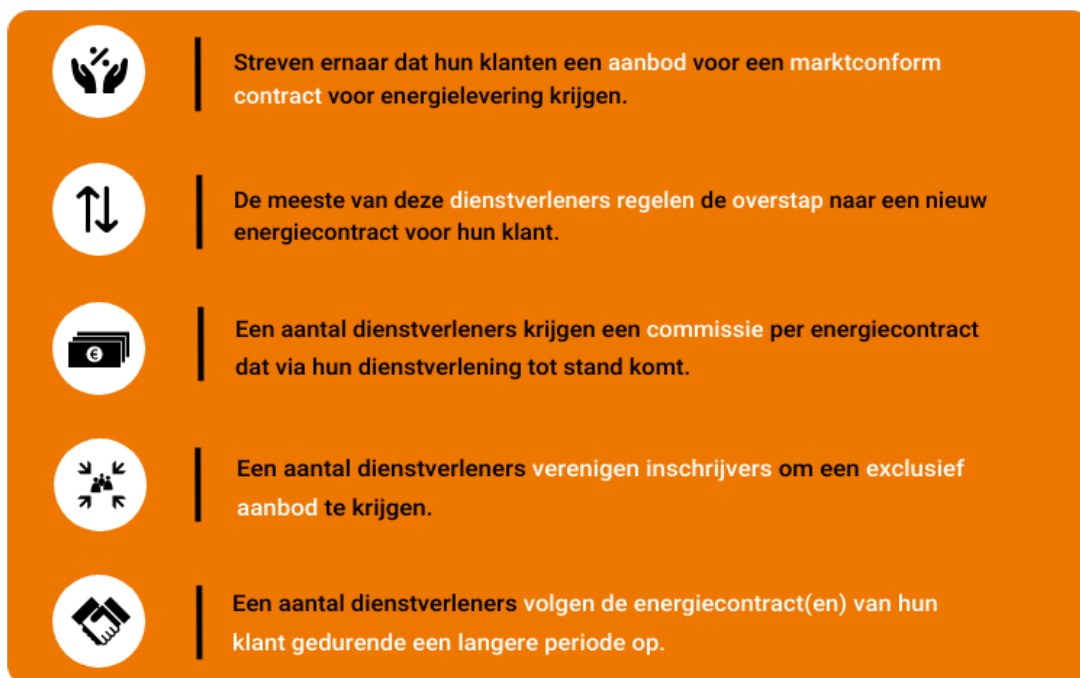 Streven ernaar dat hun klanten een aanbod voor een marktconform
contract voor energielevering krijgen.
De meeste van deze dienstverleners regelen de overstap naar een nieuw
energiecontract voor hun klant.
Een aantal dienstverleners krijgen een commissie per energiecontract
dat via hun dienstverlening tot stand komt.
Een aantal dienstverleners verenigen inschrijvers om een exclusief
aanbod te krijgen.
Een aantal dienstverleners volgen de energiecontract(en) van hun
klant gedurende een langere periode op.